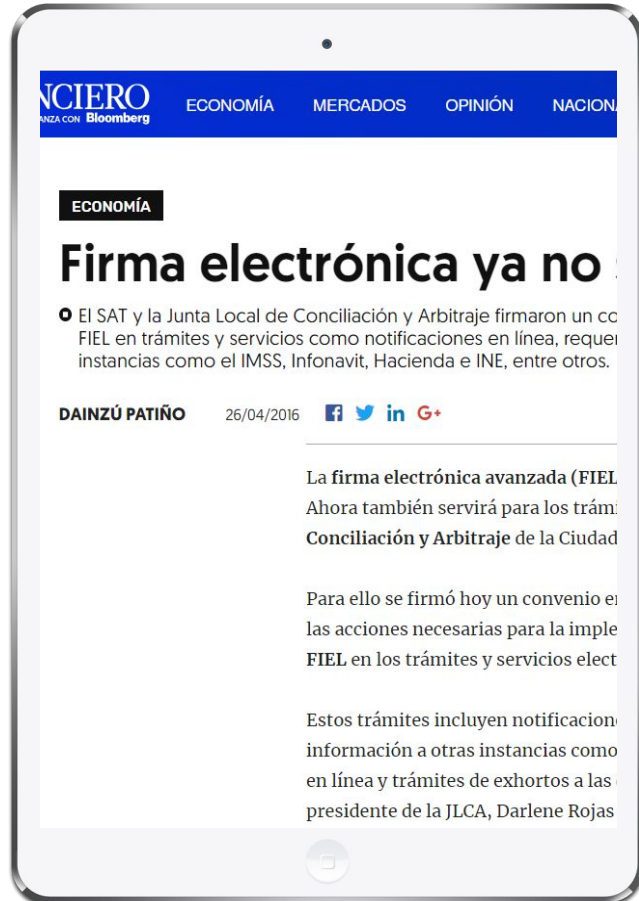 NCIERO
ANZA CON Bloomberg
ECONOMÍA MERCADOS OPINIÓN NACIONA
ECONOMÍA
Firma electrónica ya no
El SAT y la Junta Local de Conciliación y Arbitraje firmaron un co
FIEL en trámites y servicios como notificaciones en línea, requer
instancias como el IMSS, Infonavit, Hacienda e INE, entre otros.
DAINZÚ PATIÑO 26/04/2016 in G+
La firma electrónica avanzada (FIEL
Ahora también servirá para los trámi
Conciliación y Arbitraje de la Ciudad
Para ello se firmó hoy un convenio en
las acciones necesarias para la imple
FIEL en los trámites y servicios elect
Estos trámites incluyen notificacion
información a otras instancias como
en línea y trámites de exhortos a las
presidente de la JLCA, Darlene Rojas